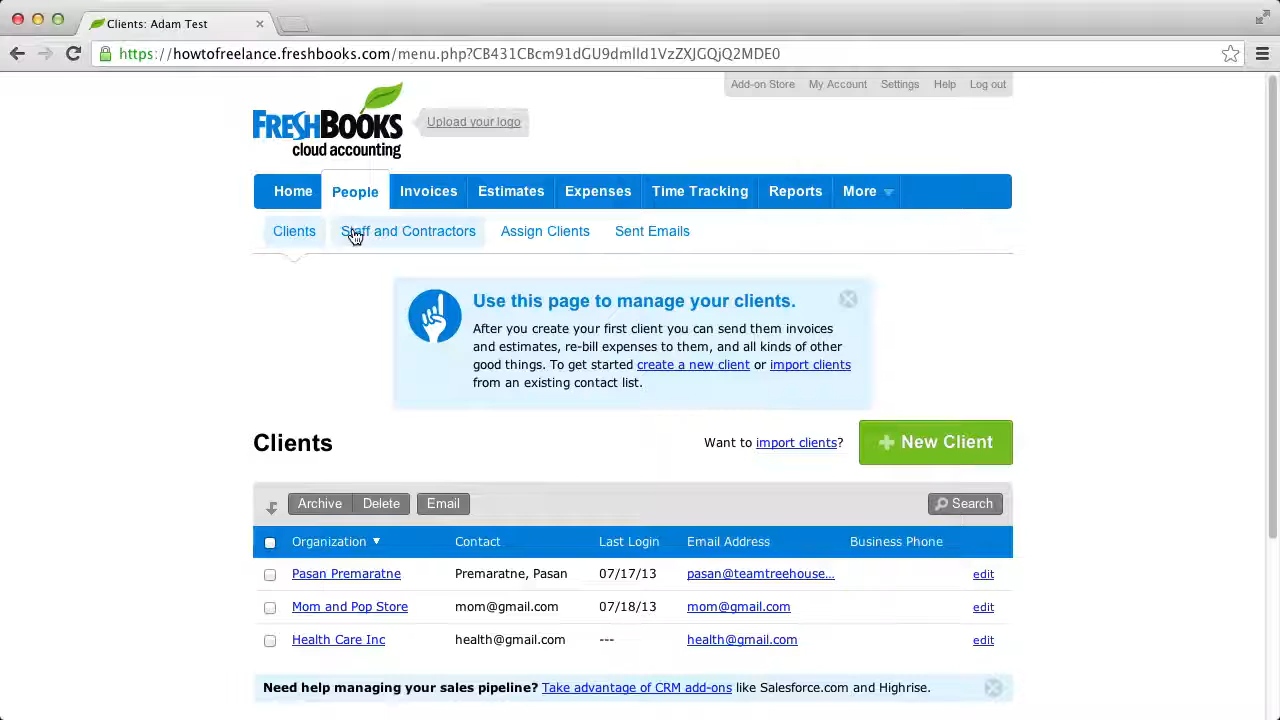 Clients: Adam Test
https://howtofreelance.freshbooks.com/menu.php?CB431CBcm91dGU9dmlld1VzZXJGQjQ2MDE0
Add-on Store My Account Settings Help Log out
FRESHBOOKS
cloud accounting
Upload your logo
Home People Invoices Estimates Expenses Time Tracking Reports More
Clients Staff and Contractors Assign Clients Sent Emails
Use this page to manage your clients.
After you create your first client you can send them invoices
and estimates, re-bill expenses to them, and all kinds of other
good things. To get started create a new client or import clients
from an existing contact list.
Clients
Want to import clients?
New Client
Archive Delete Email Search
Organization Contact Last Login Email Address Business Phone
Pasan Premaratne Premaratne, Pasan 07/17/13 pasan@teamtreehouse... edit
Mom and Pop Store mom@gmail.com 07/18/13 mom@gmail.com edit
Health Care Inc health@gmail.com --- health@gmail.com edit
Need help managing your sales pipeline? Take advantage of CRM add-ons like Salesforce.com and Highrise.